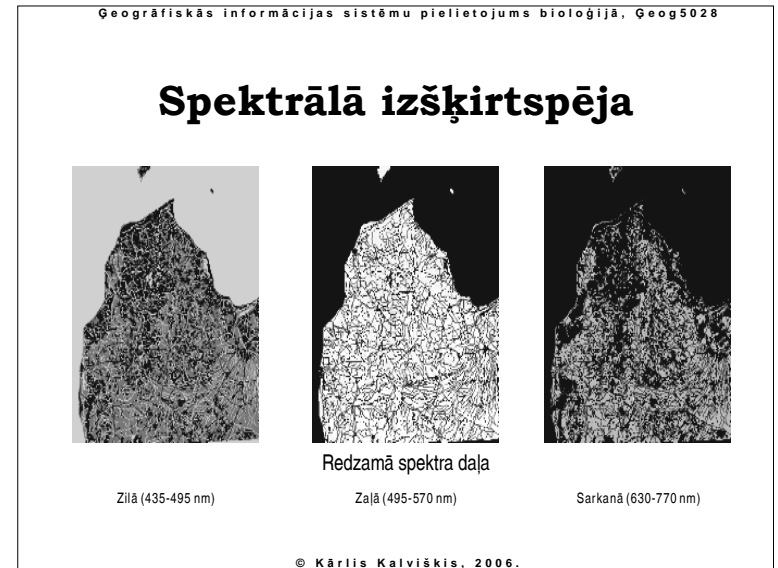 Ģeogrāfiskās informācijas sistēmu pielietojums bioloģijā, Ģeog5028
Spektrālā izšķirtspēja
Redzamā spektra daļa
Zilā (435-495 nm)
Zaļā (495-570 nm)
Sarkanā (630-770 nm)
© Kārlis Kalviškis, 2006.